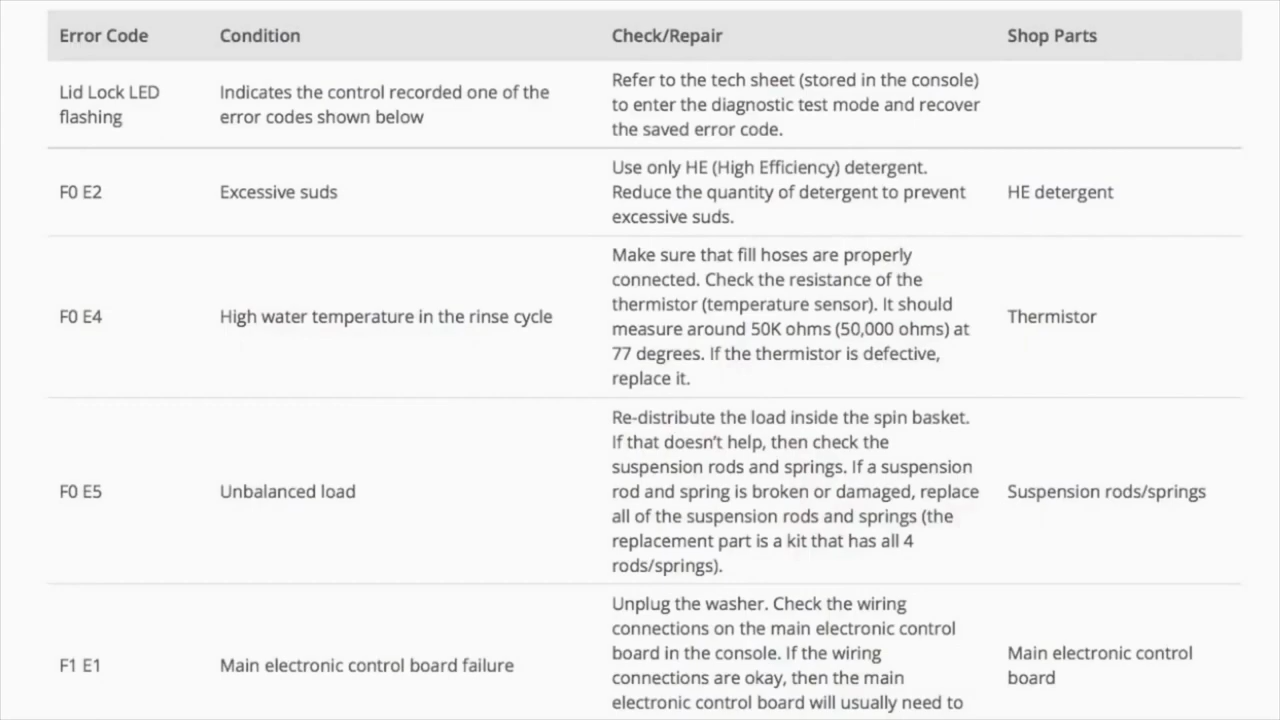 Error Code Condition Check/Repair Shop Parts
Lid Lock LED
flashing
Indicates the control recorded one of the
error codes shown below
Refer to the tech sheet (stored in the console)
to enter the diagnostic test mode and recover
the saved error code.
F0 E2
Excessive suds
Use only HE (High Efficiency) detergent.
Reduce the quantity of detergent to prevent
excessive suds.
HE detergent
F0 E4
High water temperature in the rinse cycle
Make sure that fill hoses are properly
connected. Check the resistance of the
thermistor (temperature sensor). It should
measure around 50K ohms (50,000 ohms) at
77 degrees. If the thermistor is defective,
replace it.
Thermistor
F0 E5
Unbalanced load
Re-distribute the load inside the spin basket.
If that doesn't help, then check the
suspension rods and springs. If a suspension
rod and spring is broken or damaged, replace
all of the suspension rods and springs (the
replacement part is a kit that has all 4
rods/springs).
Suspension rods/springs
F1 E1
Main electronic control board failure
Unplug the washer. Check the wiring
connections on the main electronic control
board in the console. If the wiring
connections are okay, then the main
electronic control board will usually need to
Main electronic control
board